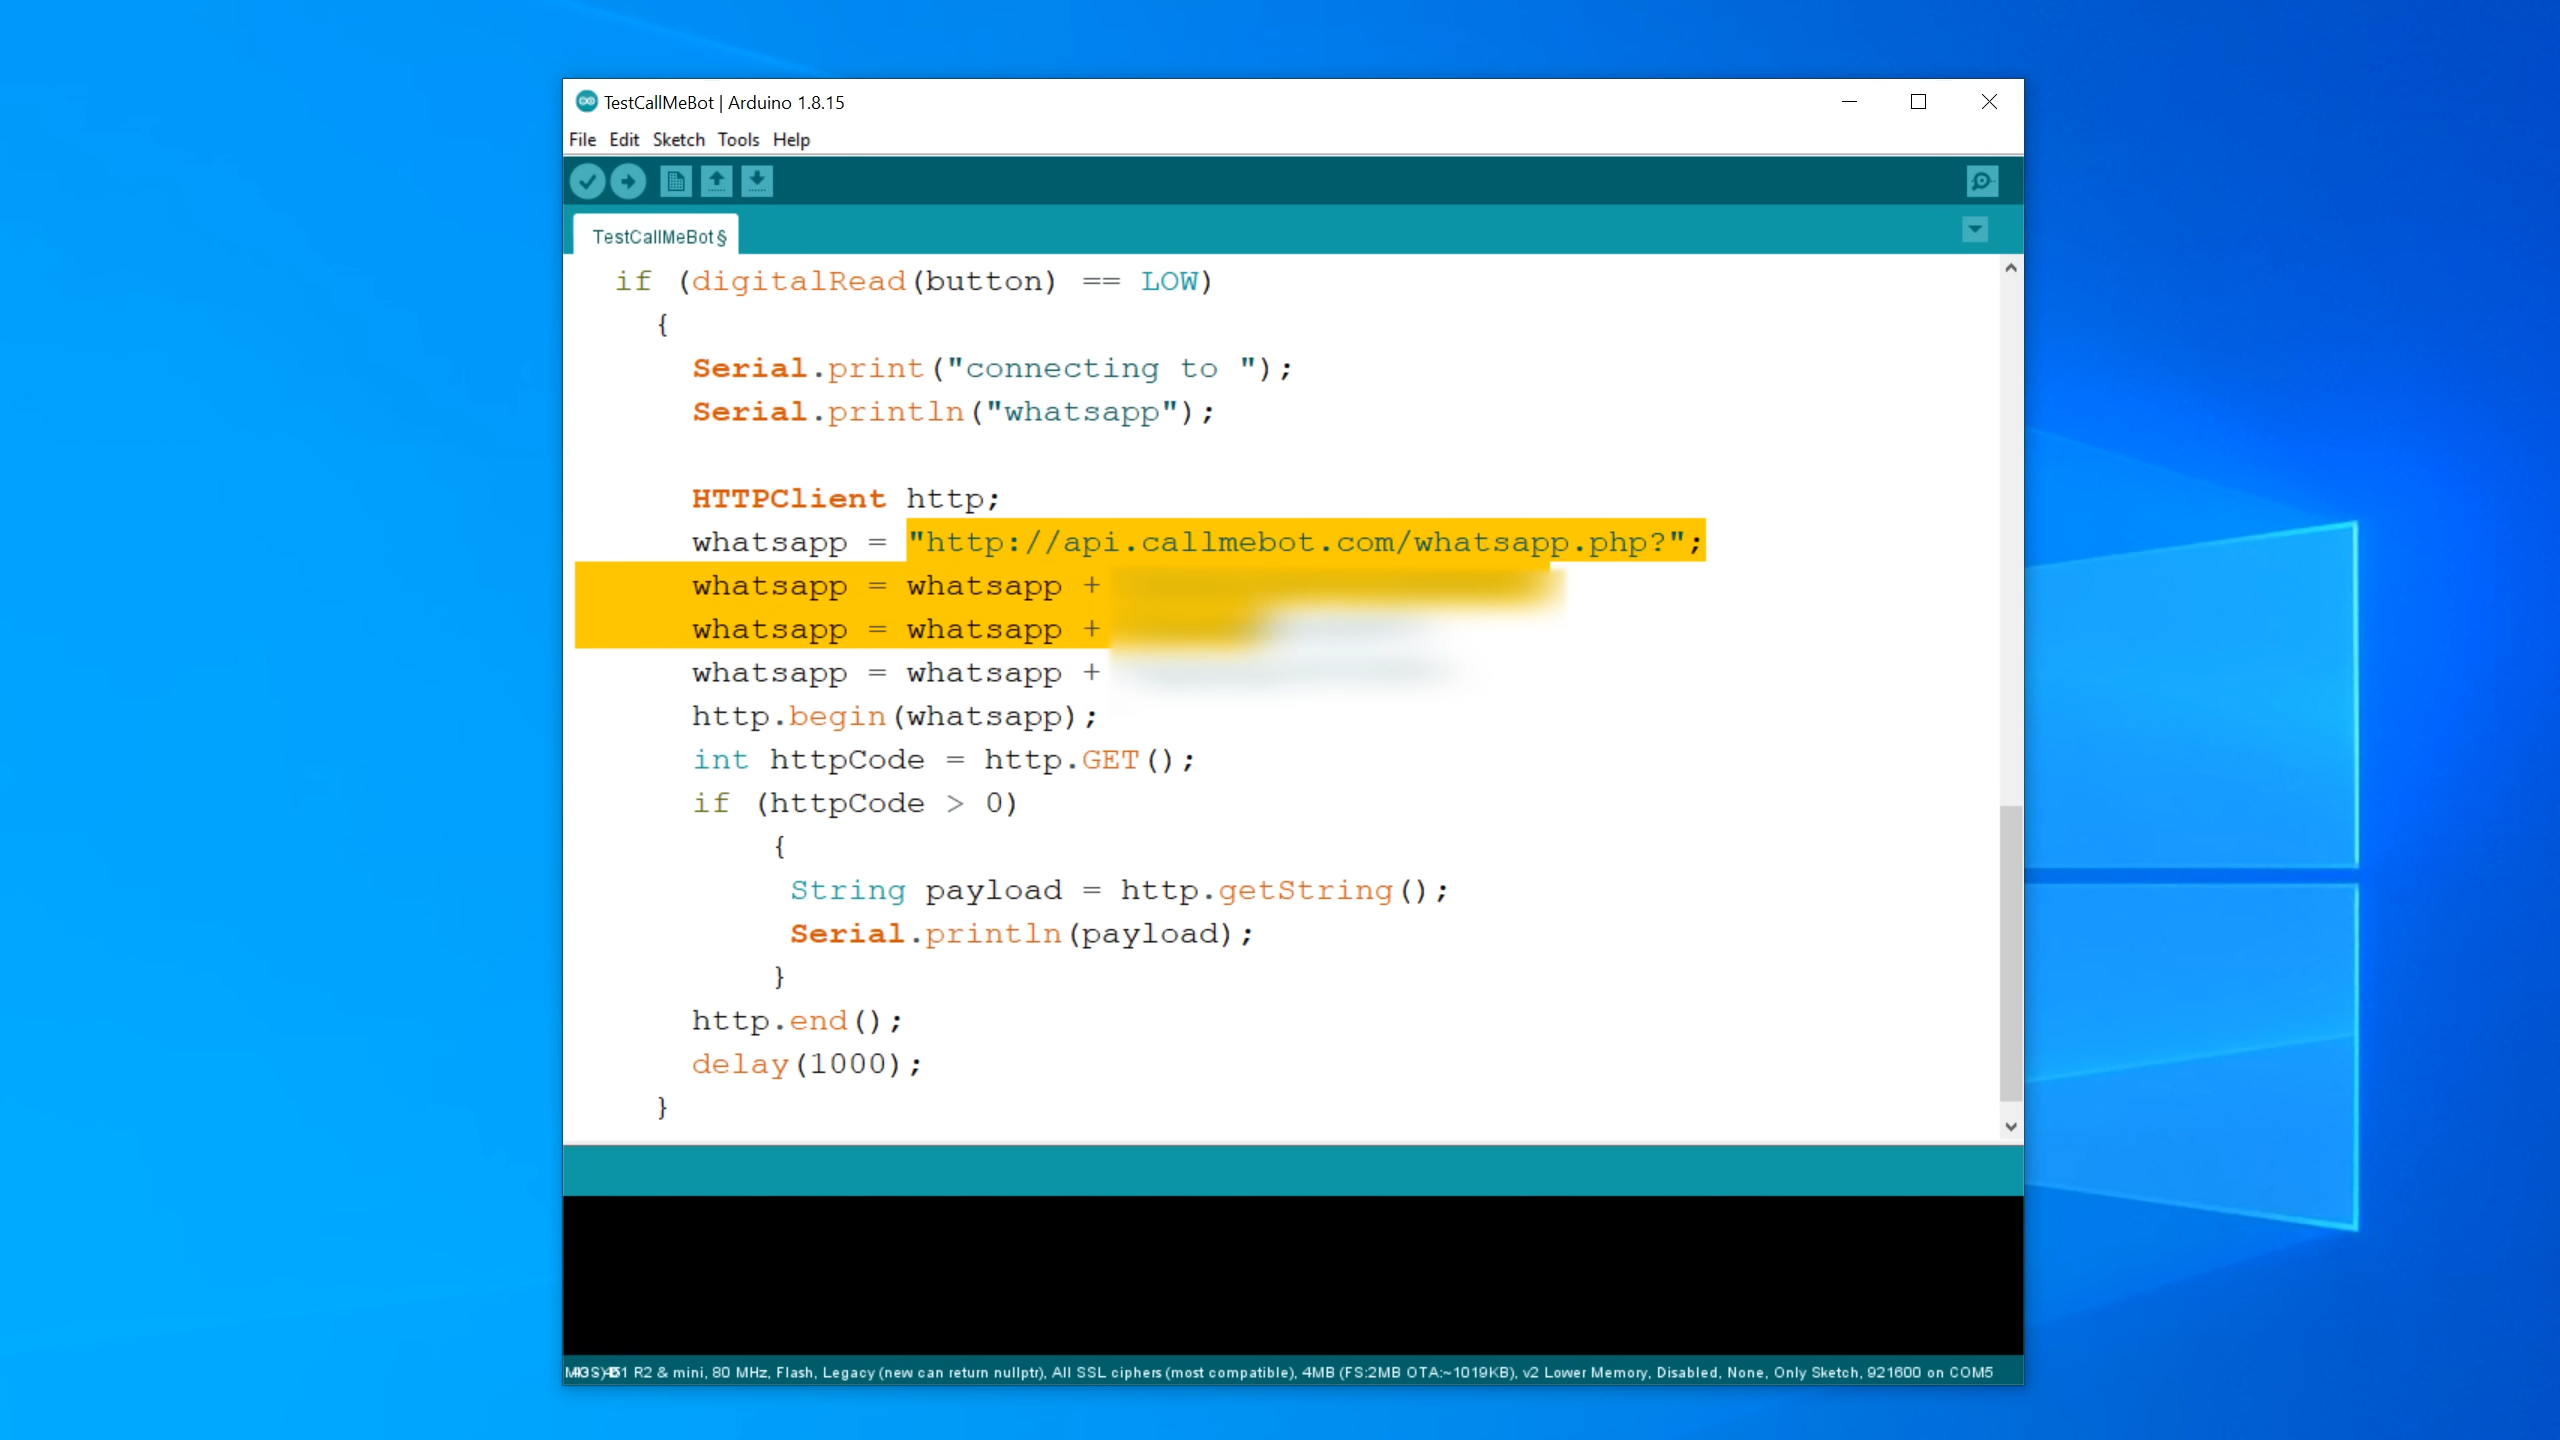 TestCallMeBot | Arduino 1.8.15
File Edit Sketch Tools Help
TestCallMeBot §
if (digitalRead(button) == LOW)
{
Serial.print("connecting to ");
Serial.println("whatsapp");
HTTPClient http;
whatsapp = "http://api.callmebot.com/whatsapp.php?";
whatsapp = whatsapp +
whatsapp = whatsapp +
whatsapp = whatsapp +
http.begin(whatsapp);
int httpCode = http.GET();
if (httpCode > 0)
{
String payload = http.getString();
Serial.println(payload);
}
http.end();
delay(1000);
}
R2 & mini, 80 MHz, Flash, Legacy (new can return nullptr), All SSL ciphers (most compatible), 4MB (FS:2MB OTA:~1019KB), v2 Lower Memory, Disabled, None, Only Sketch, 921600 on COM5